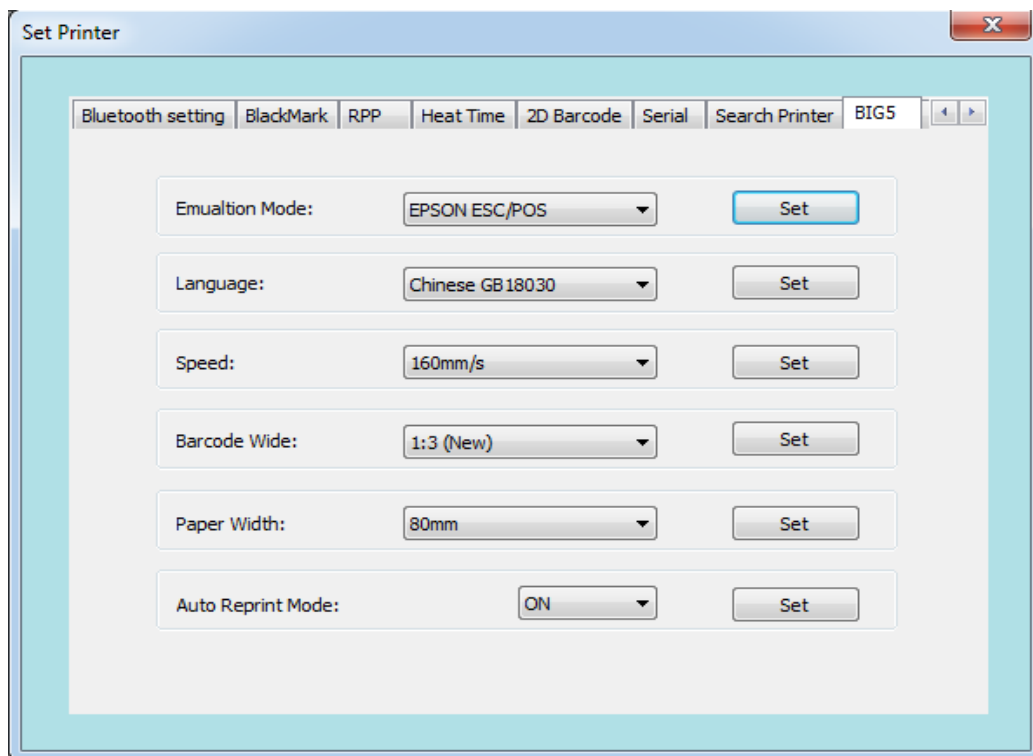 Set Printer
Bluetooth setting BlackMark RPP Heat Time 2D Barcode Serial Search Printer BIG5
Emualtion Mode: EPSON ESC/POS Set
Language: Chinese GB18030 Set
Speed: 160mm/s Set
Barcode Wide: 1:3 (New) Set
Paper Width: 80mm Set
Auto Reprint Mode: ON Set